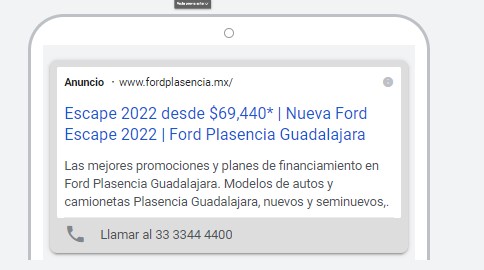 Anuncio · www.fordplasencia.mx/
Escape 2022 desde $69,440* | Nueva Ford
Escape 2022 | Ford Plasencia Guadalajara
Las mejores promociones y planes de financiamiento en
Ford Plasencia Guadalajara. Modelos de autos y
camionetas Plasencia Guadalajara, nuevos y seminuevos,.
Llamar al 33 3344 4400